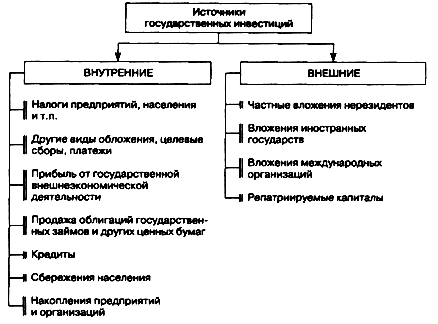 Источники
государственных инвестиций
ВНУТРЕННИЕ
Налоги предприятий, населения
и т.п.
Другие виды обложения, целевые
сборы, платежи
Прибыль от государственной
внешнеэкономической
деятельности
Продажа облигаций государствен-
ных займов и других ценных бумаг
Кредиты
Сбережения населения
Накопления предприятий
и организаций
ВНЕШНИЕ
Частные вложения нерезидентов
Вложения иностранных
государств
Вложения международных
организаций
Репатриируемые капиталы